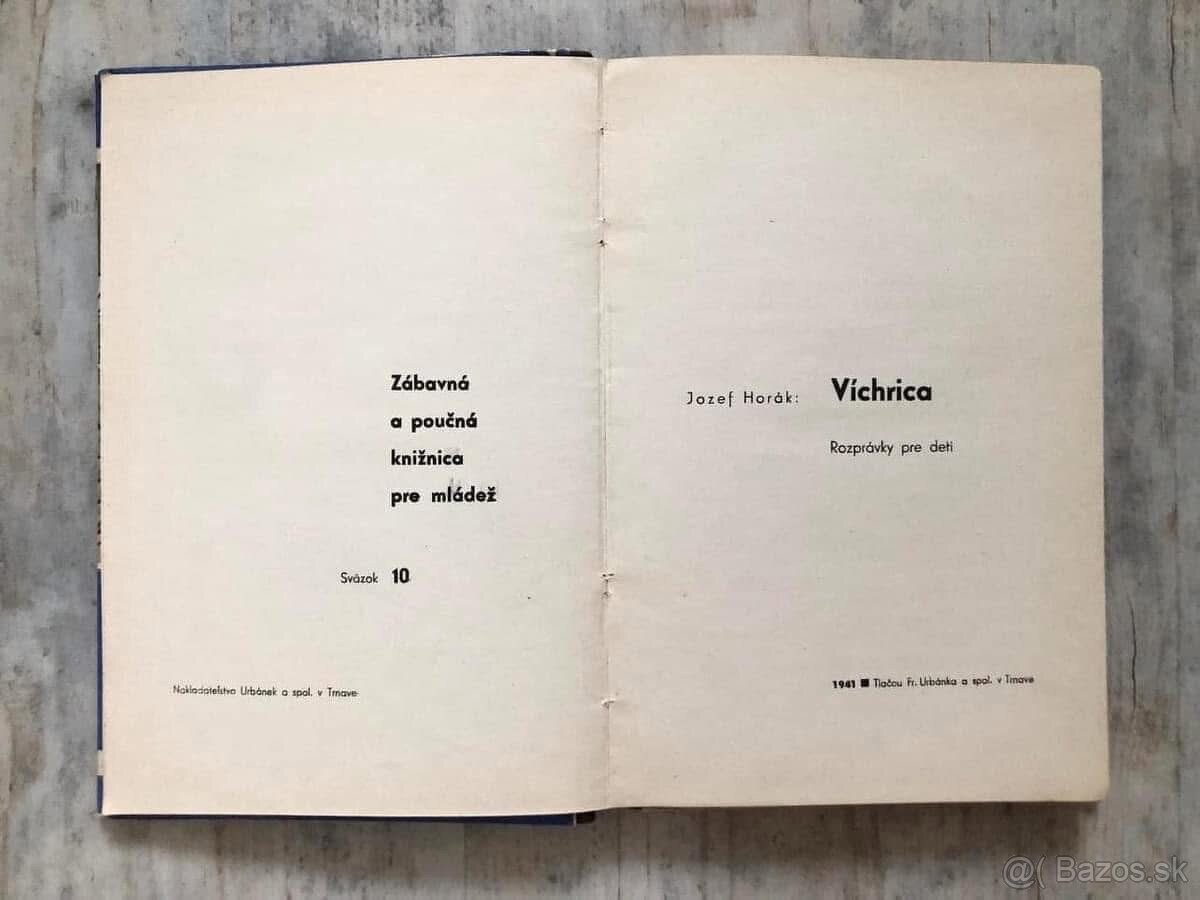 Zábavná
a poučná
knižnica
pre mládež
Sväzok 10
Nakladateľstvo Urbánek a spol. v Trnave
Jozef Horák: Víchrica
Rozprávky pre deti
1941 ■ Tlačou Fr. Urbánka a spol. v Trnave
@( Bazos.sk